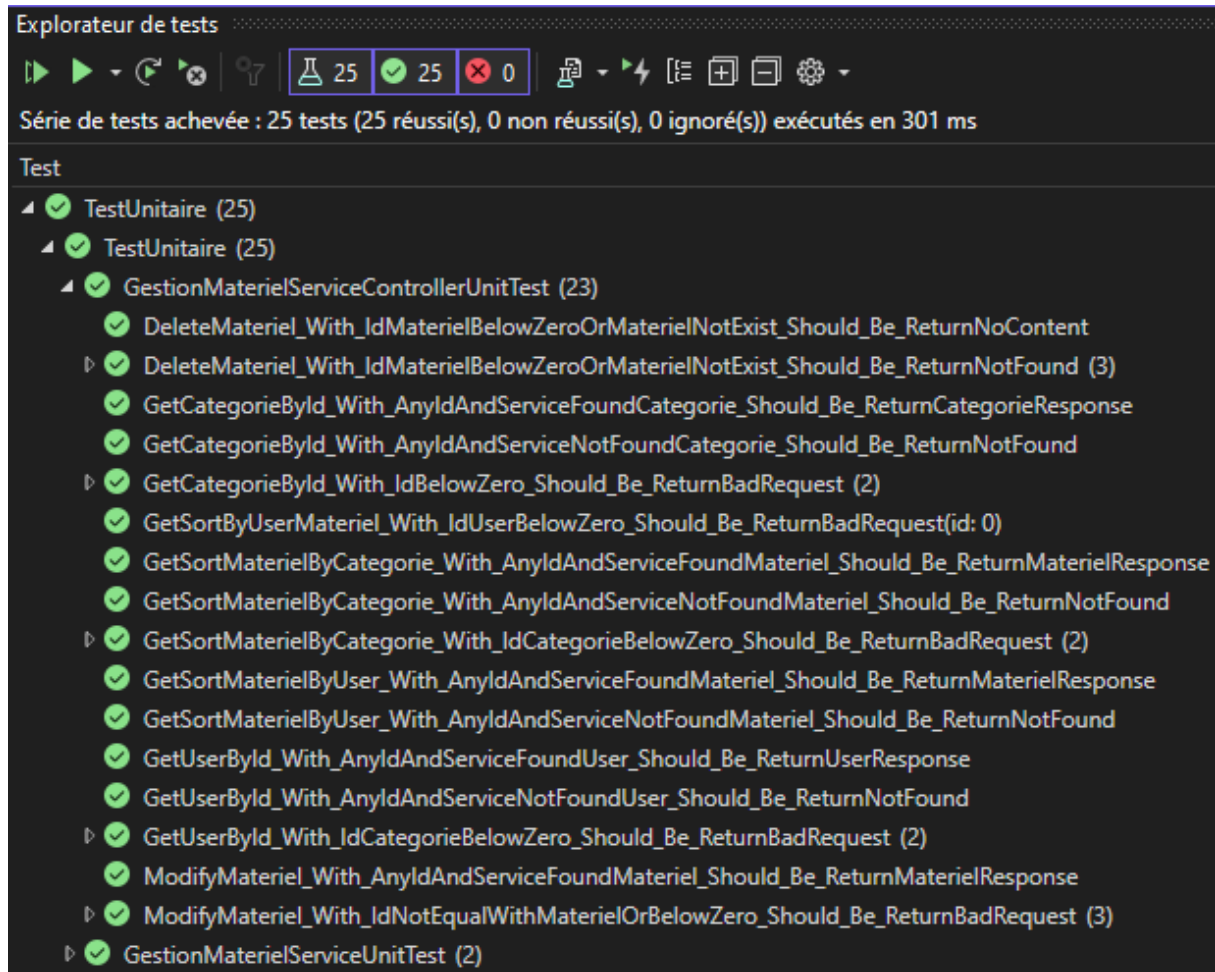 Explorateur de tests
25 25 0
Série de tests achevée : 25 tests (25 réussi(s), 0 non réussi(s), 0 ignoré(s)) exécutés en 301 ms
Test
TestUnitaire (25)
TestUnitaire (25)
GestionMaterielServiceControllerUnitTest (23)
DeleteMateriel_With_IdMaterielBelowZeroOrMaterielNotExist_Should_Be_ReturnNoContent
DeleteMateriel_With_IdMaterielBelowZeroOrMaterielNotExist_Should_Be_ReturnNotFound (3)
GetCategorieById_With_AnyIdAndServiceFoundCategorie_Should_Be_ReturnCategorieResponse
GetCategorieById_With_AnyIdAndServiceNotFoundCategorie_Should_Be_ReturnNotFound
GetCategorieById_With_IdBelowZero_Should_Be_ReturnBadRequest (2)
GetSortByUserMateriel_With_IdUserBelowZero_Should_Be_ReturnBadRequest(id: 0)
GetSortMaterielByCategorie_With_AnyIdAndServiceFoundMateriel_Should_Be_ReturnMaterielResponse
GetSortMaterielByCategorie_With_AnyIdAndServiceNotFoundMateriel_Should_Be_ReturnNotFound
GetSortMaterielByCategorie_With_IdCategorieBelowZero_Should_Be_ReturnBadRequest (2)
GetSortMaterielByUser_With_AnyIdAndServiceFoundMateriel_Should_Be_ReturnMaterielResponse
GetSortMaterielByUser_With_AnyIdAndServiceNotFoundMateriel_Should_Be_ReturnNotFound
GetUserById_With_AnyIdAndServiceFoundUser_Should_Be_ReturnUserResponse
GetUserById_With_AnyIdAndServiceNotFoundUser_Should_Be_ReturnNotFound
GetUserById_With_IdCategorieBelowZero_Should_Be_ReturnBadRequest (2)
ModifyMateriel_With_AnyIdAndServiceFoundMateriel_Should_Be_ReturnMaterielResponse
ModifyMateriel_With_IdNotEqualWithMaterielOrBelowZero_Should_Be_ReturnBadRequest (3)
GestionMaterielServiceUnitTest (2)